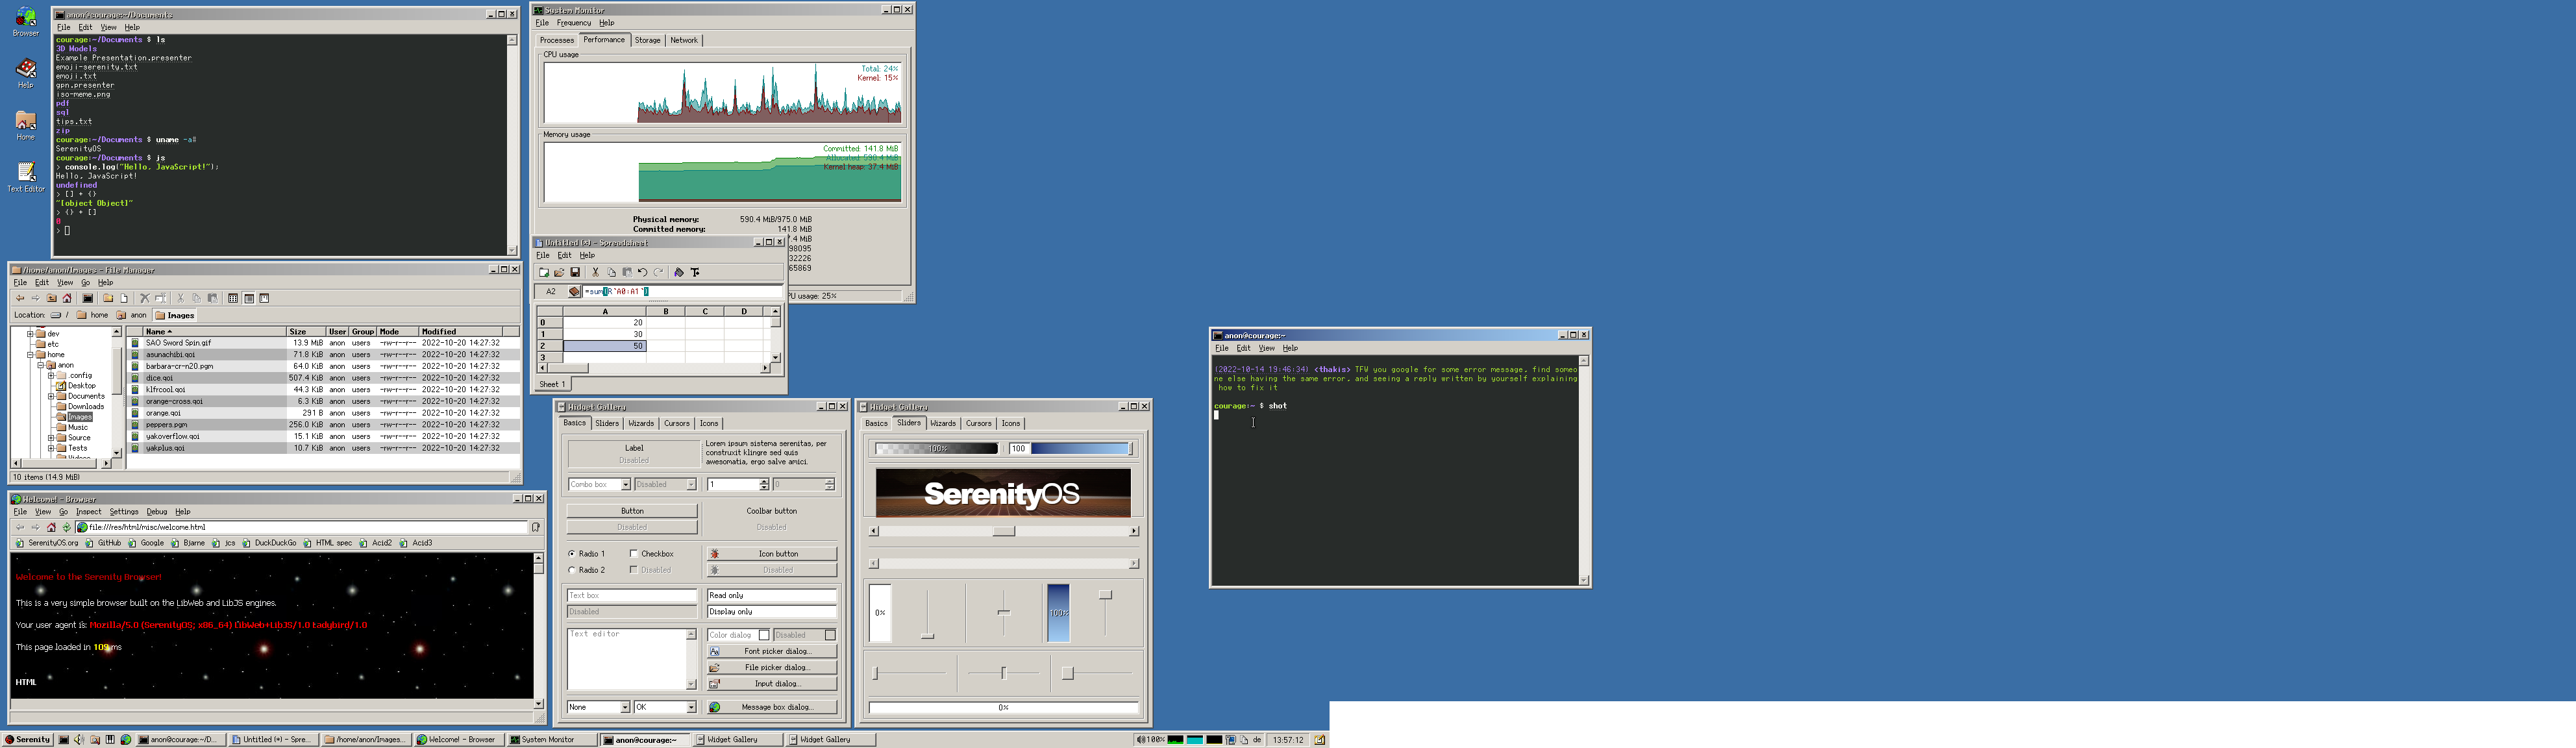 Browser
Help
Home
Text Editor
anon@courage:~/Documents
File Edit View Help
courage:~/Documents $ ls
3D Models
Example Presentation.presenter
emoji-serenity.txt
emoji.txt
gpn.presenter
iso-meme.png
pdf
sql
tips.txt
zip
courage:~/Documents $ uname -a#
SerenityOS
courage:~/Documents $ js
> console.log("Hello, JavaScript!");
Hello, JavaScript!
undefined
> [] + {}
"[object Object]"
> {} + []
0
>
/home/anon/Images - File Manager
File Edit View Go Help
Location: / home anon Images
dev
etc
home
anon
.config
Desktop
Documents
Downloads
Images
Music
Source
Tests
Name Size User Group Mode Modified
SAO Sword Spin.gif 13.9 MiB anon users -rw-r--r-- 2022-10-20 14:27:32
asunachibi.qoi 71.8 KiB anon users -rw-r--r-- 2022-10-20 14:27:32
barbara-cr-n20.pgm 64.0 KiB anon users -rw-r--r-- 2022-10-20 14:27:32
dice.qoi 507.4 KiB anon users -rw-r--r-- 2022-10-20 14:27:32
klfrcool.qoi 44.3 KiB anon users -rw-r--r-- 2022-10-20 14:27:32
orange-cross.qoi 6.3 KiB anon users -rw-r--r-- 2022-10-20 14:27:32
orange.qoi 291 B anon users -rw-r--r-- 2022-10-20 14:27:32
peppers.pgm 256.0 KiB anon users -rw-r--r-- 2022-10-20 14:27:32
yakoverflow.qoi 15.1 KiB anon users -rw-r--r-- 2022-10-20 14:27:32
yakplus.qoi 10.7 KiB anon users -rw-r--r-- 2022-10-20 14:27:32
10 items (14.9 MiB)
Welcome! - Browser
File View Go Inspect Settings Debug Help
file:///res/html/misc/welcome.html
SerenityOS.org GitHub Google Bjarne jcs DuckDuckGo HTML spec Acid2 Acid3
Welcome to the Serenity Browser!
This is a very simple browser built on the LibWeb and LibJS engines.
Your user agent is: Mozilla/5.0 (SerenityOS; x86_64) LibWeb+LibJS/1.0 Ladybird/1.0
This page loaded in 109 ms
HTML
System Monitor
File Frequency Help
Processes Performance Storage Network
CPU usage
Total: 24%
Kernel: 15%
Memory usage
Committed: 141.8 MiB
Allocated: 590.4 MiB
Kernel heap: 37.4 MiB
Physical memory: 590.4 MiB/975.0 MiB
Committed memory: 141.8 MiB
7.4 MiB
98095
32226
65869
PU usage: 25%
Untitled (*) - Spreadsheet
File Edit Help
A2 =sum(R`A0:A1`)
A B C D
0 20
1 30
2 50
3
Sheet 1
Widget Gallery
Basics Sliders Wizards Cursors Icons
Label
Disabled
Lorem ipsum sistema serenitas, per
construxit klingre sed quis
awesomatia, ergo salve amici.
Combo box Disabled 1 0
Button Coolbar button
Disabled Disabled
Radio 1 Checkbox Icon button
Radio 2 Disabled Disabled
Text box Read only
Disabled Display only
Text editor Color dialog Disabled
Font picker dialog...
File picker dialog...
Input dialog...
None OK Message box dialog...
Widget Gallery
Basics Sliders Wizards Cursors Icons
100% 100
SerenityOS
0% 100%
0%
anon@courage:~
File Edit View Help
(2022-10-14 19:46:34) <thakis> TFW you google for some error message, find someo
ne else having the same error, and seeing a reply written by yourself explaining
how to fix it
courage:~ $ shot
Serenity anon@courage:~/D... Untitled (*) - Spre... /home/anon/Images... Welcome! - Browser System Monitor anon@courage:~ Widget Gallery Widget Gallery 100% de 13:57:12